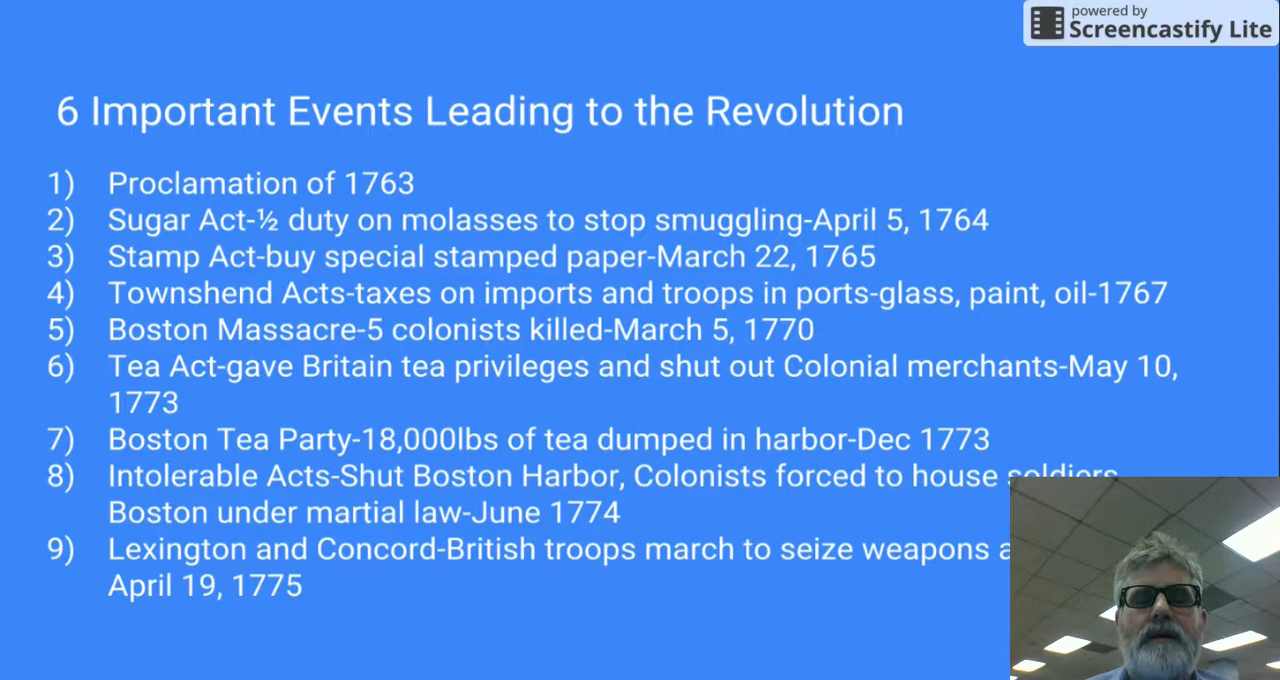 powered by
Screencastify Lite
6 Important Events Leading to the Revolution
1) Proclamation of 1763
2) Sugar Act-½ duty on molasses to stop smuggling-April 5, 1764
3) Stamp Act-buy special stamped paper-March 22, 1765
4) Townshend Acts-taxes on imports and troops in ports-glass, paint, oil-1767
5) Boston Massacre-5 colonists killed-March 5, 1770
6) Tea Act-gave Britain tea privileges and shut out Colonial merchants-May 10,
1773
7) Boston Tea Party-18,000lbs of tea dumped in harbor-Dec 1773
8) Intolerable Acts-Shut Boston Harbor, Colonists forced to house soldiers
Boston under martial law-June 1774
9) Lexington and Concord-British troops march to seize weapons
April 19, 1775